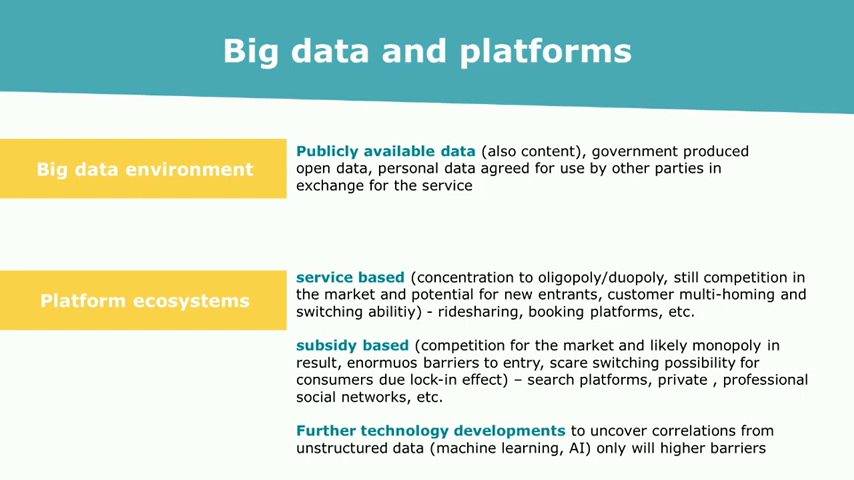 Big data and platforms
Big data environment
Publicly available data (also content), government produced
open data, personal data agreed for use by other parties in
exchange for the service
Platform ecosystems
service based (concentration to oligopoly/duopoly, still competition in
the market and potential for new entrants, customer multi-homing and
switching abilitiy) - ridesharing, booking platforms, etc.
subsidy based (competition for the market and likely monopoly in
result, enormuos barriers to entry, scare switching possibility for
consumers due lock-in effect) – search platforms, private , professional
social networks, etc.
Further technology developments to uncover correlations from
unstructured data (machine learning, AI) only will higher barriers